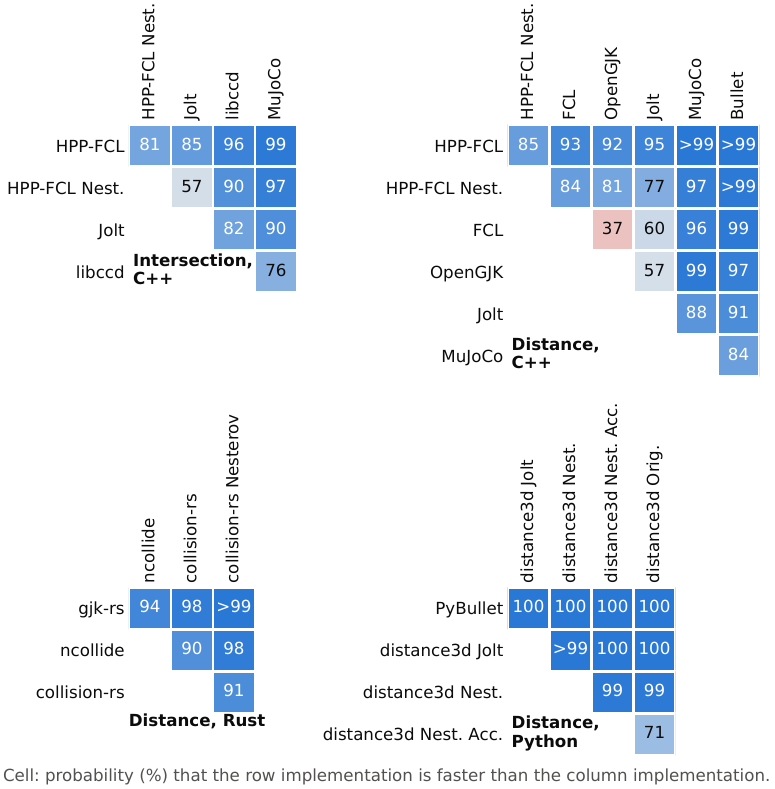 HPP-FCL Nest.
Jolt
libccd
MuJoCo
HPP-FCL 81 85 96 99
HPP-FCL Nest. 57 90 97
Jolt 82 90
libccd 76
Intersection,
C++
HPP-FCL Nest.
FCL
OpenGJK
Jolt
MuJoCo
Bullet
HPP-FCL 85 93 92 95 >99 >99
HPP-FCL Nest. 84 81 77 97 >99
FCL 37 60 96 99
OpenGJK 57 99 97
Jolt 88 91
MuJoCo 84
Distance,
C++
ncollide
collision-rs
collision-rs Nesterov
gjk-rs 94 98 >99
ncollide 90 98
collision-rs 91
Distance, Rust
distance3d Jolt
distance3d Nest.
distance3d Nest. Acc.
distance3d Orig.
PyBullet 100 100 100 100
distance3d Jolt >99 100 100
distance3d Nest. 99 99
distance3d Nest. Acc. 71
Distance,
Python
Cell: probability (%) that the row implementation is faster than the column implementation.